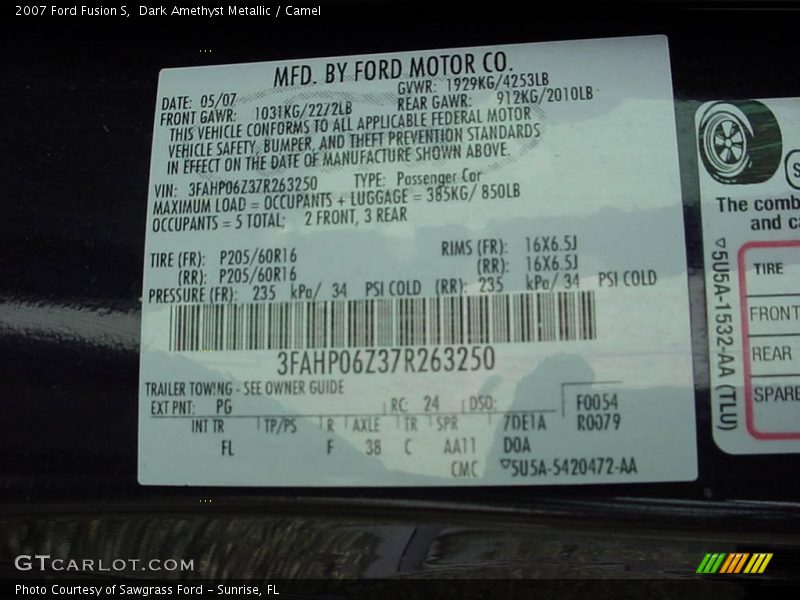 2007 Ford Fusion S,  Dark Amethyst Metallic / Camel
MFD. BY FORD MOTOR CO.
DATE: 05/07 GVWR: 1929KG/4253LB
FRONT GAWR: 1031KG/2272LB REAR GAWR: 912KG/2010LB
THIS VEHICLE CONFORMS TO ALL APPLICABLE FEDERAL MOTOR
VEHICLE SAFETY, BUMPER, AND THEFT PREVENTION STANDARDS
IN EFFECT ON THE DATE OF MANUFACTURE SHOWN ABOVE.
VIN: 3FAHP06Z37R263250 TYPE: Passenger Car
MAXIMUM LOAD = OCCUPANTS + LUGGAGE = 385KG/ 850LB
OCCUPANTS = 5 TOTAL; 2 FRONT, 3 REAR
TIRE (FR): P205/60R16 RIMS (FR): 16X6.5J
(RR): P205/60R16 (RR): 16X6.5J
PRESSURE (FR): 235 kPa/ 34 PSI COLD (RR): 235 kPa/ 34 PSI COLD
3FAHP06Z37R263250
TRAILER TOWING - SEE OWNER GUIDE
EXT PNT: PG RC: 24 DSO: F0054
INT TR TP/PS R AXLE TR SPR 7DE1A R0079
FL F 38 C AA11 DOA
CMC 5U5A-5420472-AA
S
The comb
and c
5U5A-1532-AA (TLU)
TIRE
FRONT
REAR
SPARE
GTCARLOT.COM
Photo Courtesy of Sawgrass Ford - Sunrise, FL